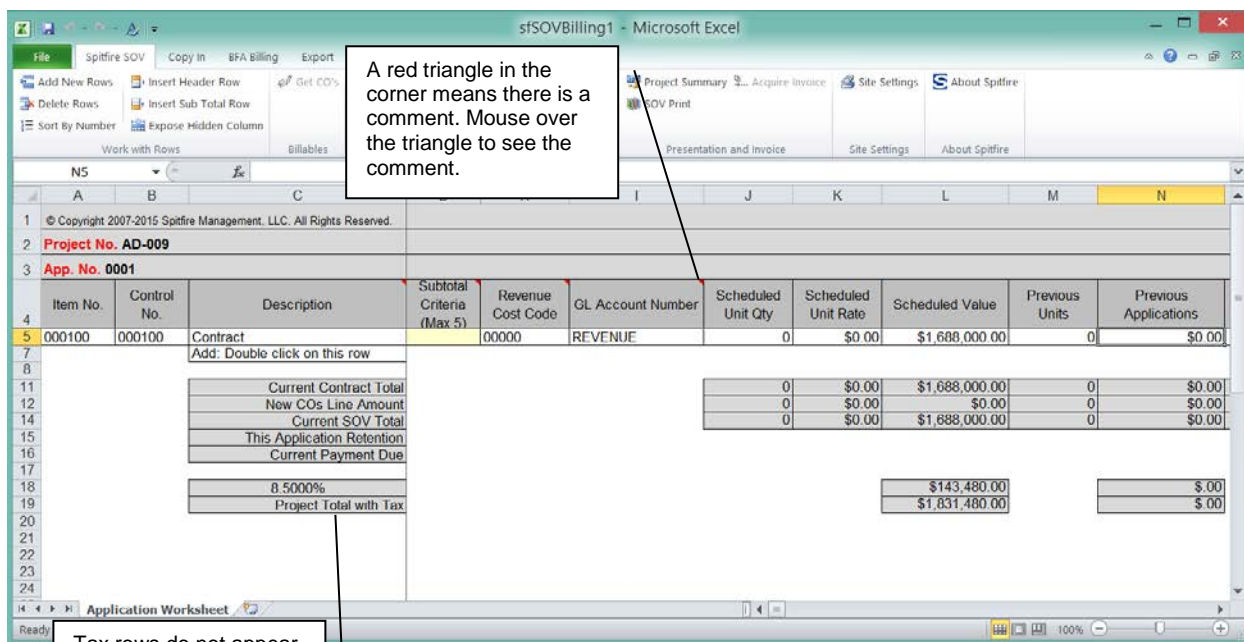 sfSOVBilling1 - Microsoft Excel
File Spitfire SOV Copy In BFA Billing Export
Add New Rows Insert Header Row Get CO's Project Summary Acquire Invoice Site Settings About Spitfire
Delete Rows Insert Sub Total Row SOV Print
Sort By Number Expose Hidden Column
Work with Rows Billables Presentation and Invoice Site Settings About Spitfire
A red triangle in the
corner means there is a
comment. Mouse over
the triangle to see the
comment.
N5 fx
A B C I J K L M N
1 © Copyright 2007-2015 Spitfire Management, LLC. All Rights Reserved.
2 Project No. AD-009
3 App. No. 0001
4 Item No. Control No. Description Subtotal Criteria (Max 5) Revenue Cost Code GL Account Number Scheduled Unit Qty Scheduled Unit Rate Scheduled Value Previous Units Previous Applications
5 000100 000100 Contract 00000 REVENUE 0 $0.00 $1,688,000.00 0 $0.00
7 Add: Double click on this row
8
11 Current Contract Total 0 $0.00 $1,688,000.00 0 $0.00
12 New COs Line Amount 0 $0.00 $0.00 0 $0.00
14 Current SOV Total 0 $0.00 $1,688,000.00 0 $0.00
15 This Application Retention
16 Current Payment Due
17
18 8.5000% $143,480.00 $.00
19 Project Total with Tax $1,831,480.00 $.00
20
21
22
23
24
Application Worksheet
Ready 100%
Tax rows do not appear